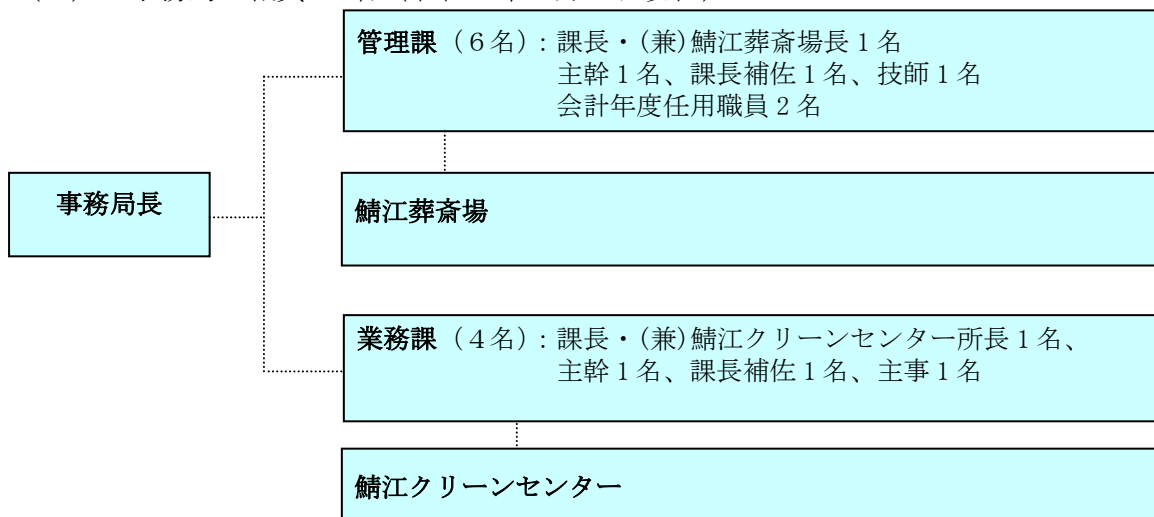 管理課（６名）：課長・(兼)鯖江葬斎場長１名
主幹１名、課長補佐１名、技師１名
会計年度任用職員２名
事務局長
鯖江葬斎場
業務課（４名）：課長・(兼)鯖江クリーンセンター所長１名、
主幹１名、課長補佐１名、主事１名
鯖江クリーンセンター